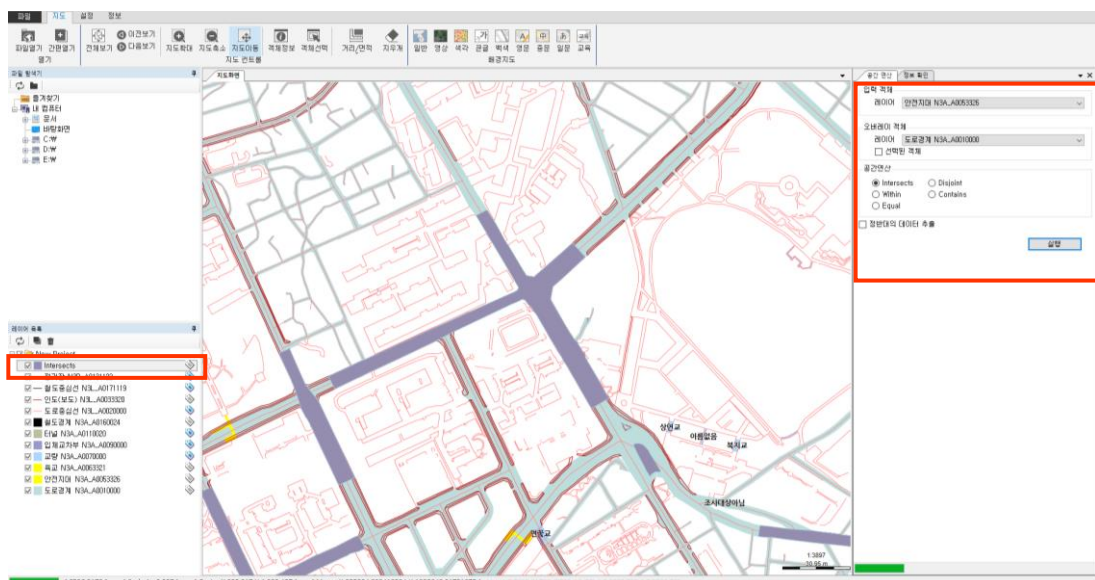 파일 지도 설정 정보
파일열기 간편열기 전체보기 이전보기 다음보기 지도확대 지도축소 지도이동 객체정보 객체선택 거리/면적 지우개 일반 영상 색각 큰글 백색 영문 중문 일문 교육
열기 지도 컨트롤 배경지도
파일 탐색기
즐겨찾기
내 컴퓨터
문서
바탕화면
C:₩
D:₩
E:₩
레이어 목록
New Project
Intersects
철도중심선 N3L_A0171119
인도(보도) N3L_A0033320
도로중심선 N3L_A0020000
철도경계 N3A_A0160024
터널 N3A_A0110020
입체교차부 N3A_A0090000
교량 N3A_A0070000
육교 N3A_A0063321
안전지대 N3A_A0053326
도로경계 N3A_A0010000
지도화면
상연교
이름없음
복지교
조사대상아님
연창교
1:3897
38.95 m
공간 연산 정보 확인
입력 객체
레이어 안전지대 N3A_A0053326
오버레이 객체
레이어 도로경계 N3A_A0010000
선택된 객체
공간연산
Intersects Disjoint
Within Contains
Equal
정반대의 데이터 추출
실행